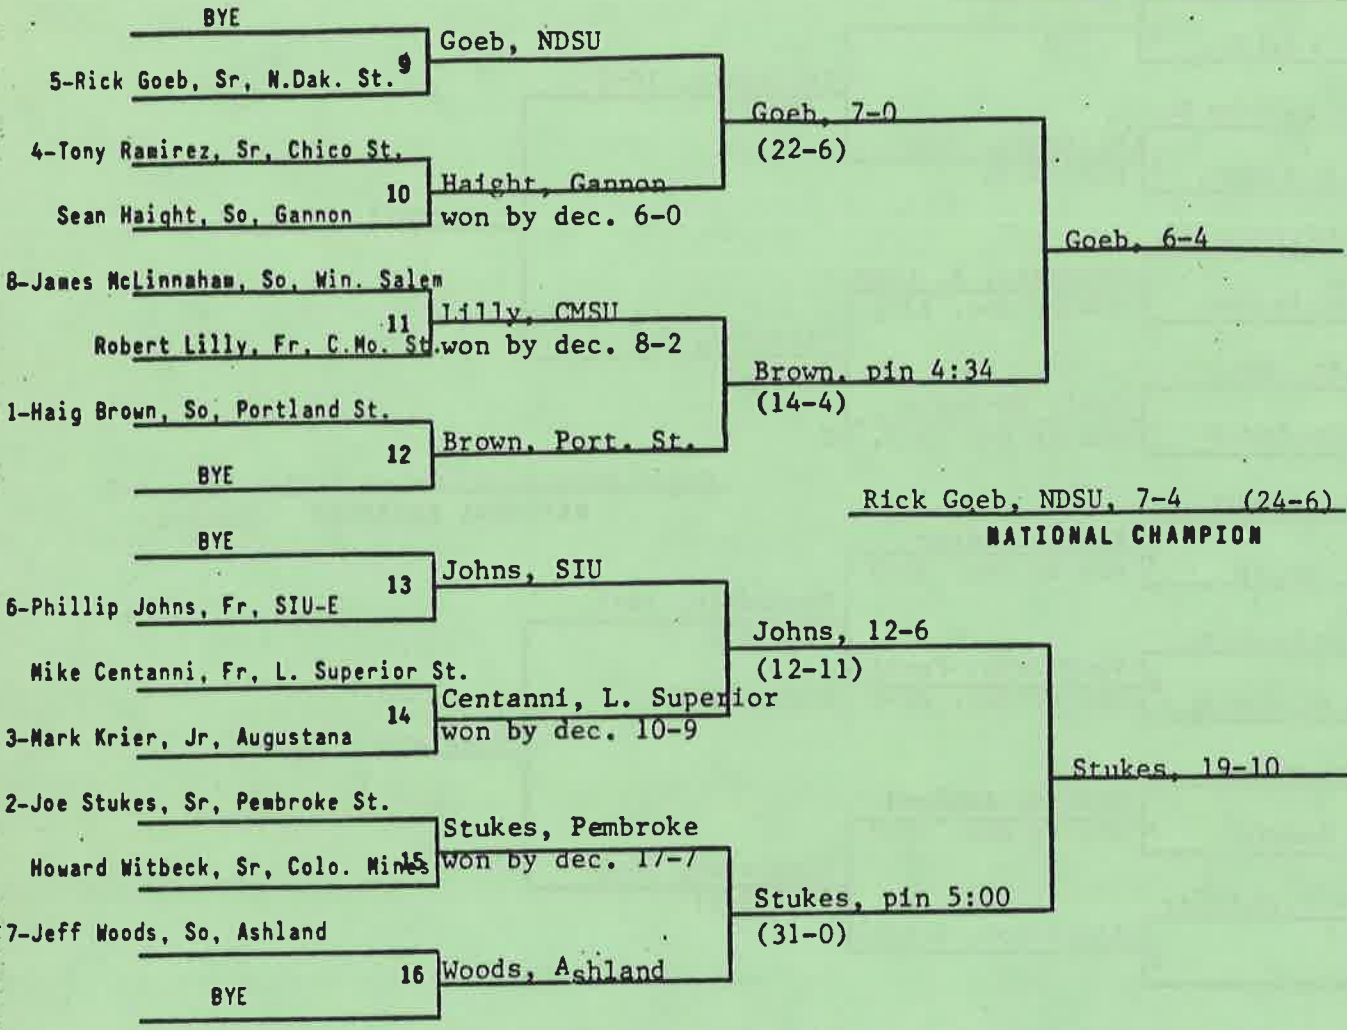 BYE
Goeb, NDSU
9
5-Rick Goeb, Sr, N.Dak. St.
Goeb, 7-0
(22-6)
4-Tony Ramirez, Sr, Chico St.
10
Haight, Gannon
won by dec. 6-0
Sean Haight, So, Gannon
Goeb, 6-4
8-James McLinnaham, So, Win. Salem
11
Lilly, CMSU
won by dec. 8-2
Robert Lilly, Fr, C.Mo. St.
Brown, pin 4:34
(14-4)
1-Haig Brown, So, Portland St.
12
Brown, Port. St.
BYE
Rick Goeb, NDSU, 7-4 (24-6)
NATIONAL CHAMPION
BYE
13
Johns, SIU
6-Phillip Johns, Fr, SIU-E
Johns, 12-6
(12-11)
Mike Centanni, Fr, L. Superior St.
14
Centanni, L. Superior
won by dec. 10-9
3-Mark Krier, Jr, Augustana
Stukes, 19-10
2-Joe Stukes, Sr, Pembroke St.
Stukes, Pembroke
15
won by dec. 17-7
Howard Witbeck, Sr, Colo. Mines
Stukes, pin 5:00
(31-0)
7-Jeff Woods, So, Ashland
16
Woods, Ashland
BYE